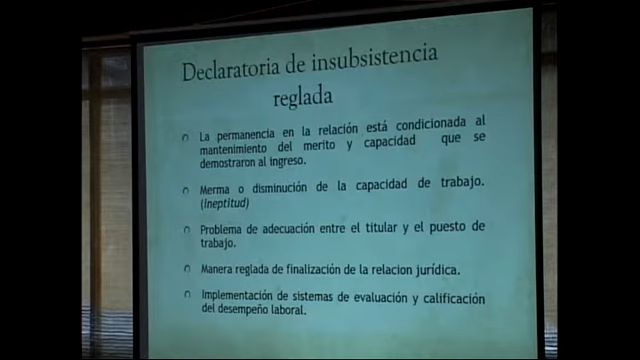 Declaratoria de insubsistencia
reglada
La permanencia en la relación está condicionada al
mantenimiento del merito y capacidad que se
demostraron al ingreso.
Merma o disminución de la capacidad de trabajo.
(ineptitud)
Problema de adecuación entre el titular y el puesto de
trabajo.
Manera reglada de finalización de la relacion jurídica.
Implementación de sistemas de evaluación y calificación
del desempeño laboral.